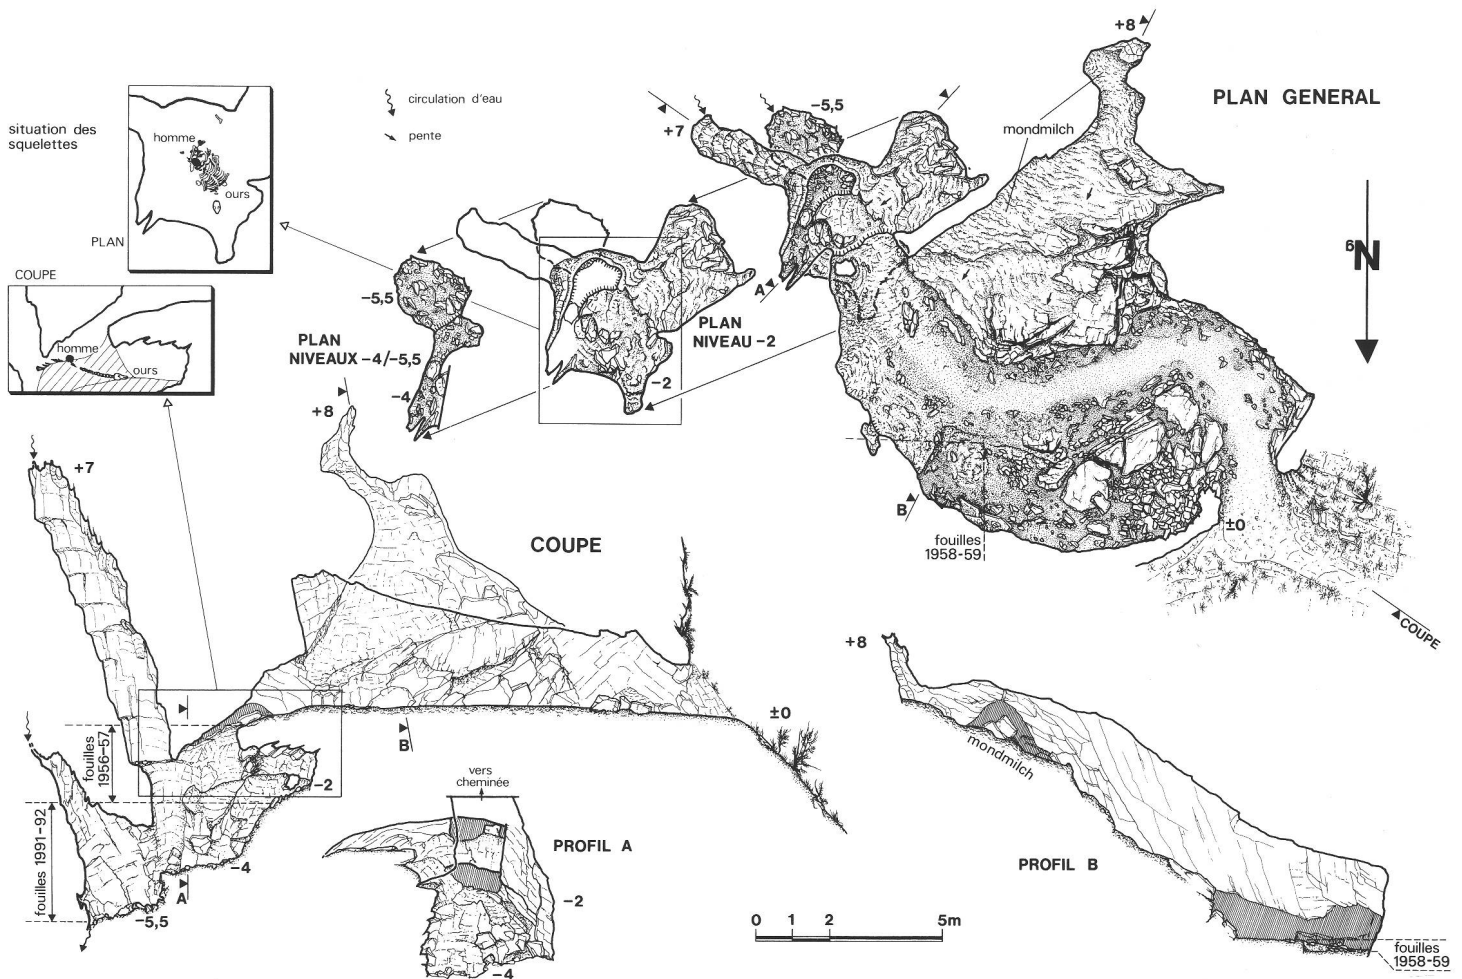 situation des
squelettes
homme
ours
PLAN
COUPE
homme
ours
circulation d'eau
pente
+8
PLAN GENERAL
mondmilch
+7
-5,5
N
9
A
-5,5
PLAN
NIVEAUX -4/-5,5
-4
PLAN
NIVEAU -2
-2
B
fouilles
1958-59
±0
COUPE
+8
+7
COUPE
B
±0
fouilles
1956-57
-2
fouilles 1991-92
-4
A
-5,5
vers
cheminée
PROFIL A
-2
-4
+8
mondmilch
PROFIL B
fouilles
1958-59
0 1 2 5m